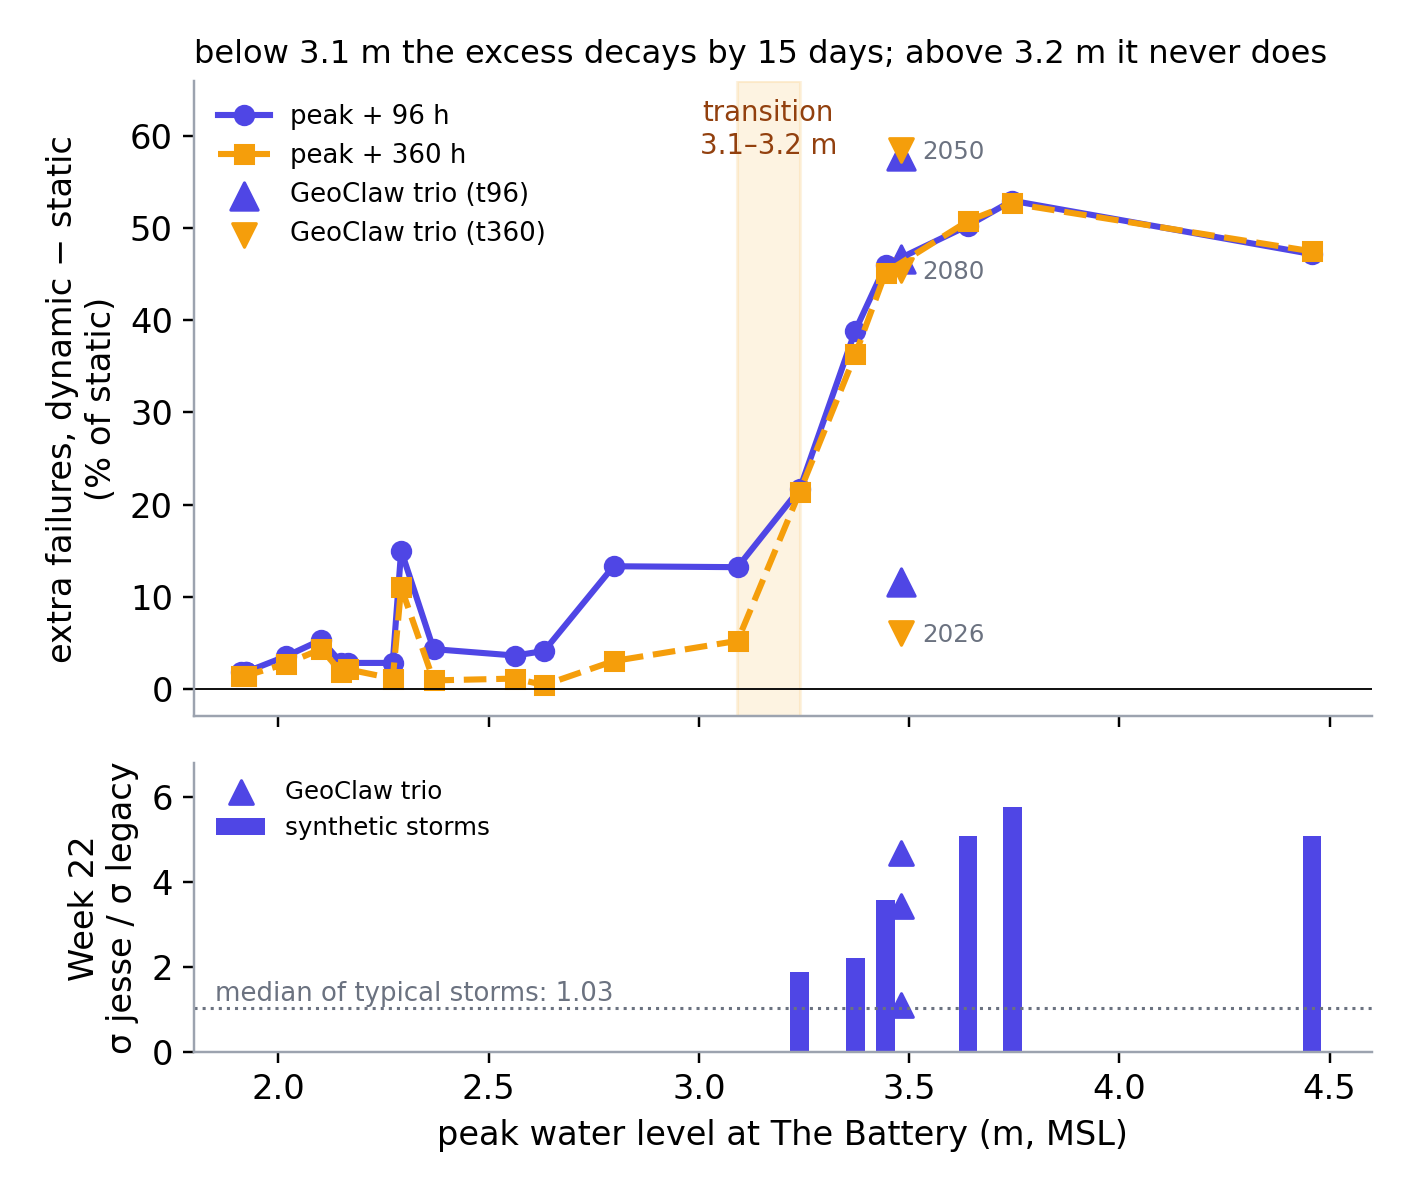 below 3.1 m the excess decays by 15 days; above 3.2 m it never does
extra failures, dynamic − static
(% of static)
60
50
40
30
20
10
0
peak + 96 h
peak + 360 h
GeoClaw trio (t96)
GeoClaw trio (t360)
transition
3.1–3.2 m
2050
2080
2026
Week 22
σ jesse / σ legacy
6
4
2
0
GeoClaw trio
synthetic storms
median of typical storms: 1.03
2.0
2.5
3.0
3.5
4.0
4.5
peak water level at The Battery (m, MSL)